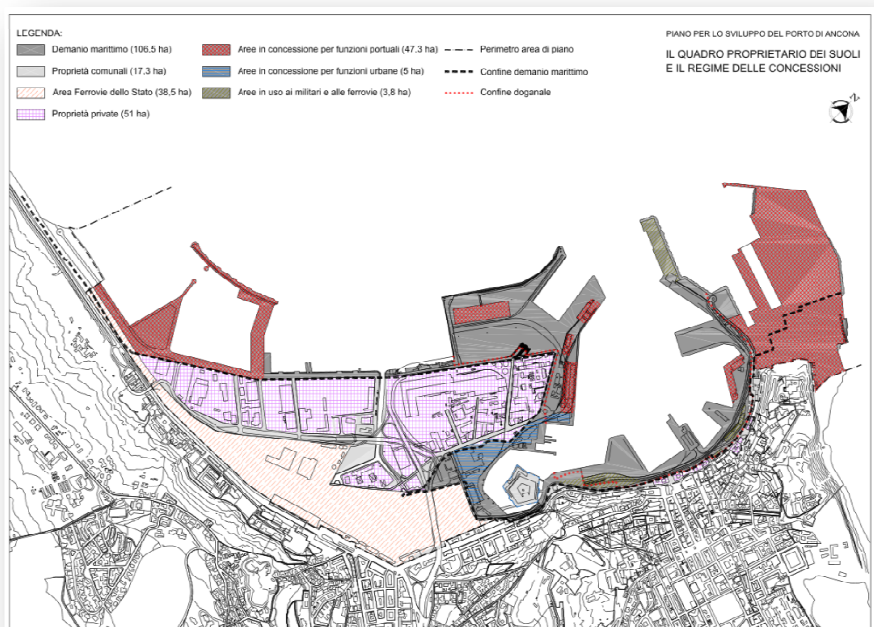 LEGENDA:
Demanio marittimo (106,5 ha)
Proprietà comunali (17,3 ha)
Area Ferrovie dello Stato (38,5 ha)
Proprietà private (51 ha)
Aree in concessione per funzioni portuali (47,3 ha)
Aree in concessione per funzioni urbane (5 ha)
Aree in uso ai militari e alle ferrovie (3,8 ha)
Perimetro area di piano
Confine demanio marittimo
Confine doganale
PIANO PER LO SVILUPPO DEL PORTO DI ANCONA
IL QUADRO PROPRIETARIO DEI SUOLI
E IL REGIME DELLE CONCESSIONI